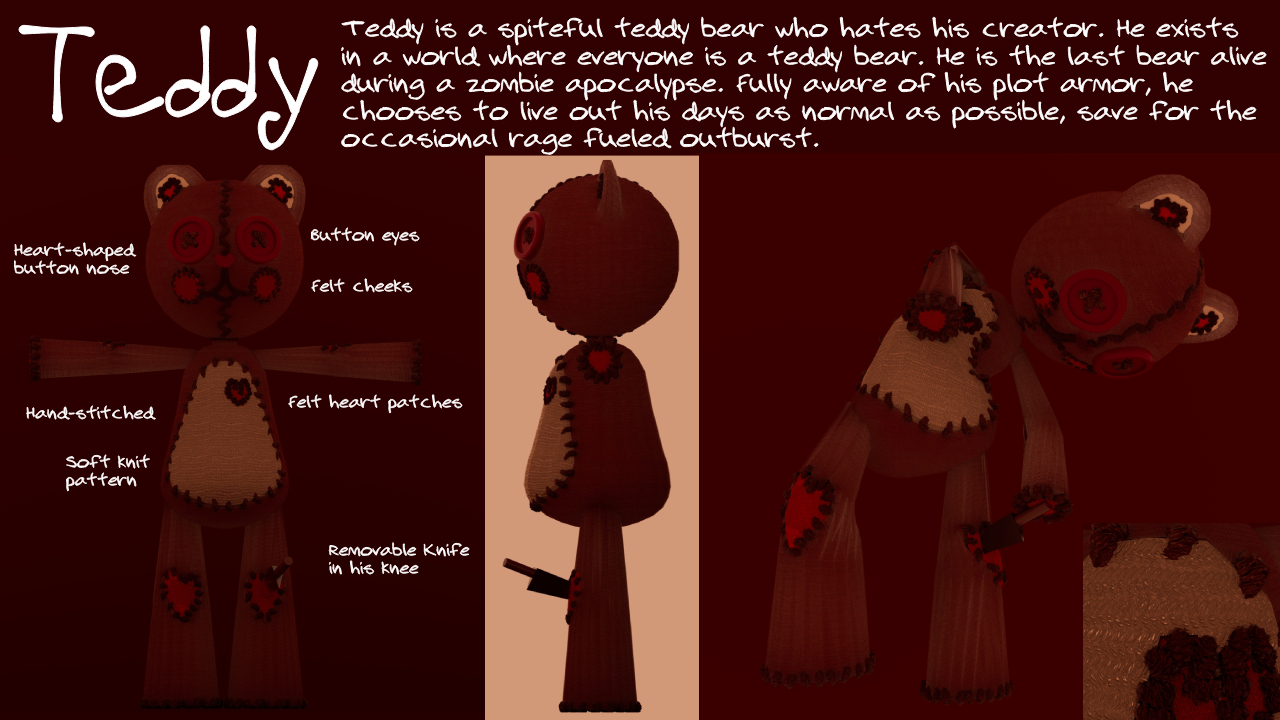 Teddy
Teddy is a spiteful teddy bear who hates his creator. He exists
in a world where everyone is a teddy bear. He is the last bear alive
during a zombie apocalypse. Fully aware of his plot armor, he
chooses to live out his days as normal as possible, save for the
occasional rage fueled outburst.
Heart-shaped
button nose
Button eyes
Felt cheeks
Hand-stitched
Felt heart patches
Soft knit
pattern
Removable Knife
in his knee